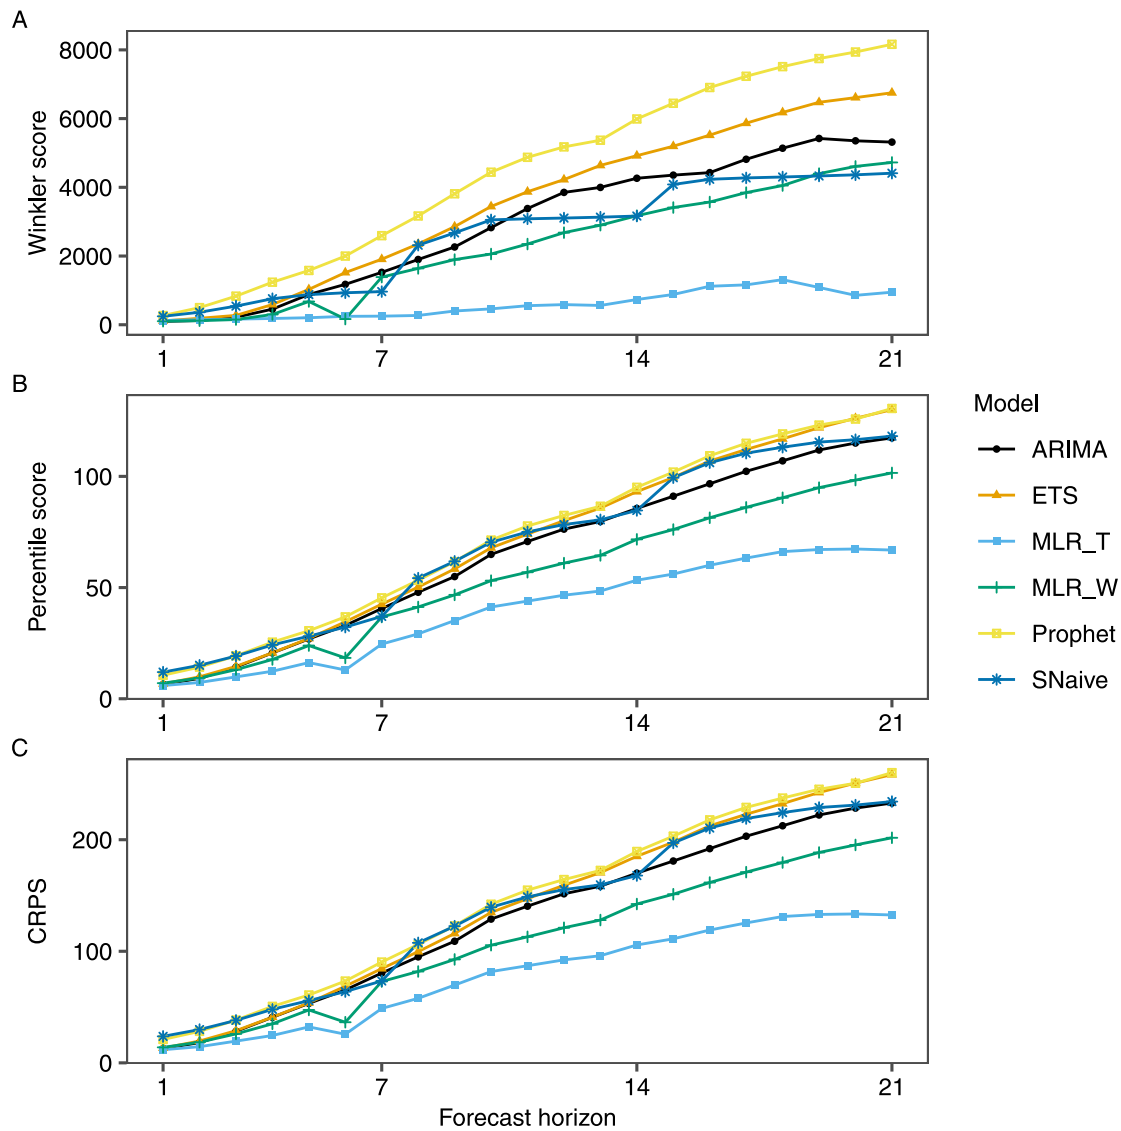 A
Winkler score
8000
6000
4000
2000
0
1 7 14 21
B
Percentile score
100
50
0
1 7 14 21
Model
ARIMA
ETS
MLR_T
MLR_W
Prophet
SNaive
C
CRPS
200
100
0
1 7 14 21
Forecast horizon